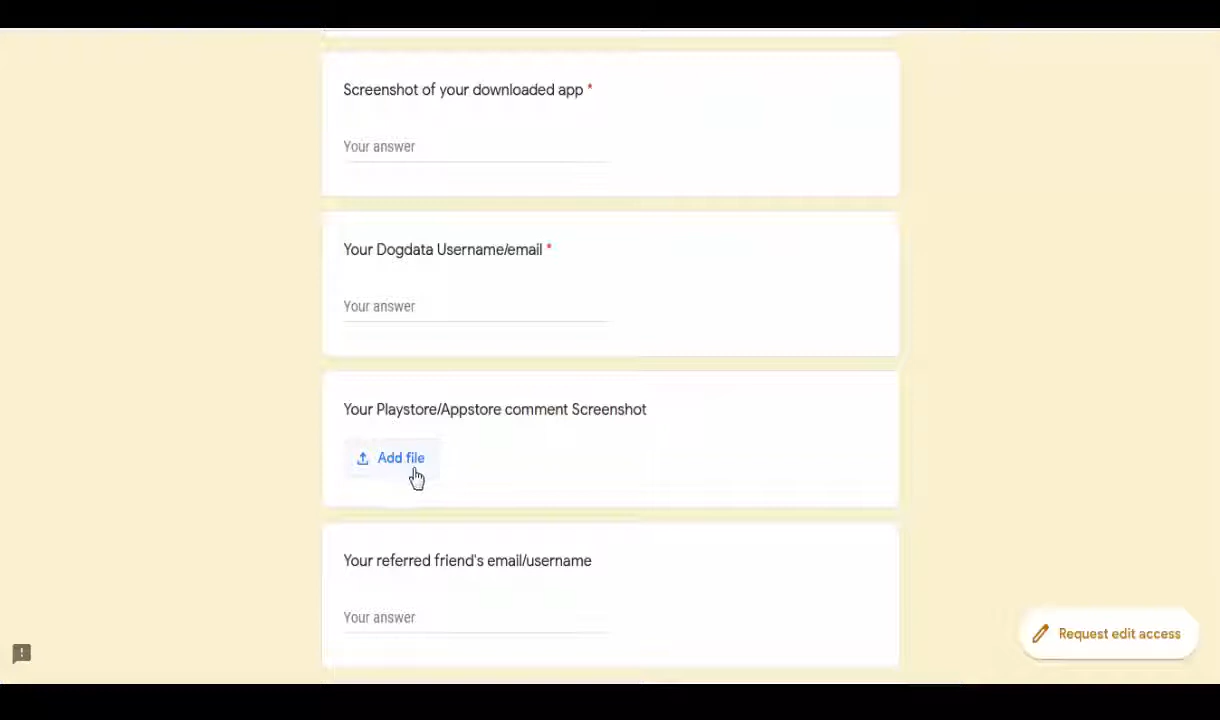 Screenshot of your downloaded app *
Your answer
Your Dogdata Username/email *
Your answer
Your Playstore/Appstore comment Screenshot
Add file
Your referred friend's email/username
Your answer
Request edit access